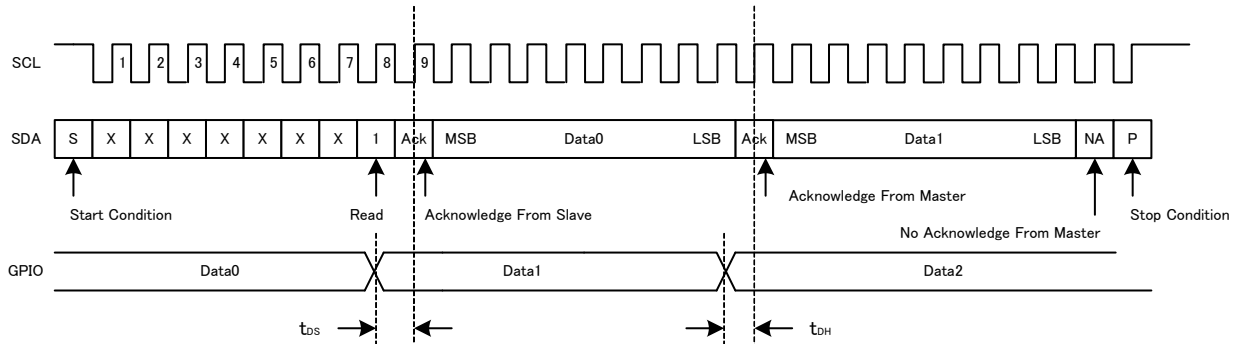 SCL 1 2 3 4 5 6 7 8 9
SDA S X X X X X X X 1 Ack MSB Data0 LSB Ack MSB Data1 LSB NA P
Start Condition Read Acknowledge From Slave Acknowledge From Master Stop Condition
No Acknowledge From Master
GPIO Data0 Data1 Data2
tDS tDH